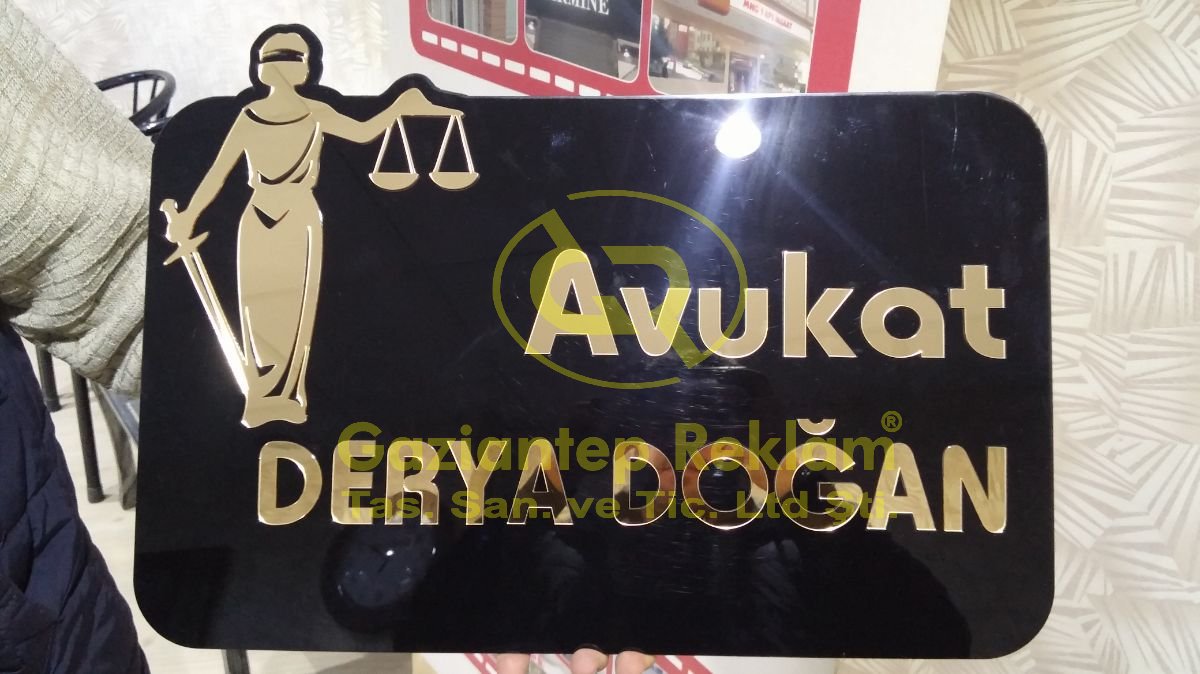 Avukat
DERYA DOĞAN
Gaziantep Reklam®
Tas. San. ve Tic. Ltd Şti.